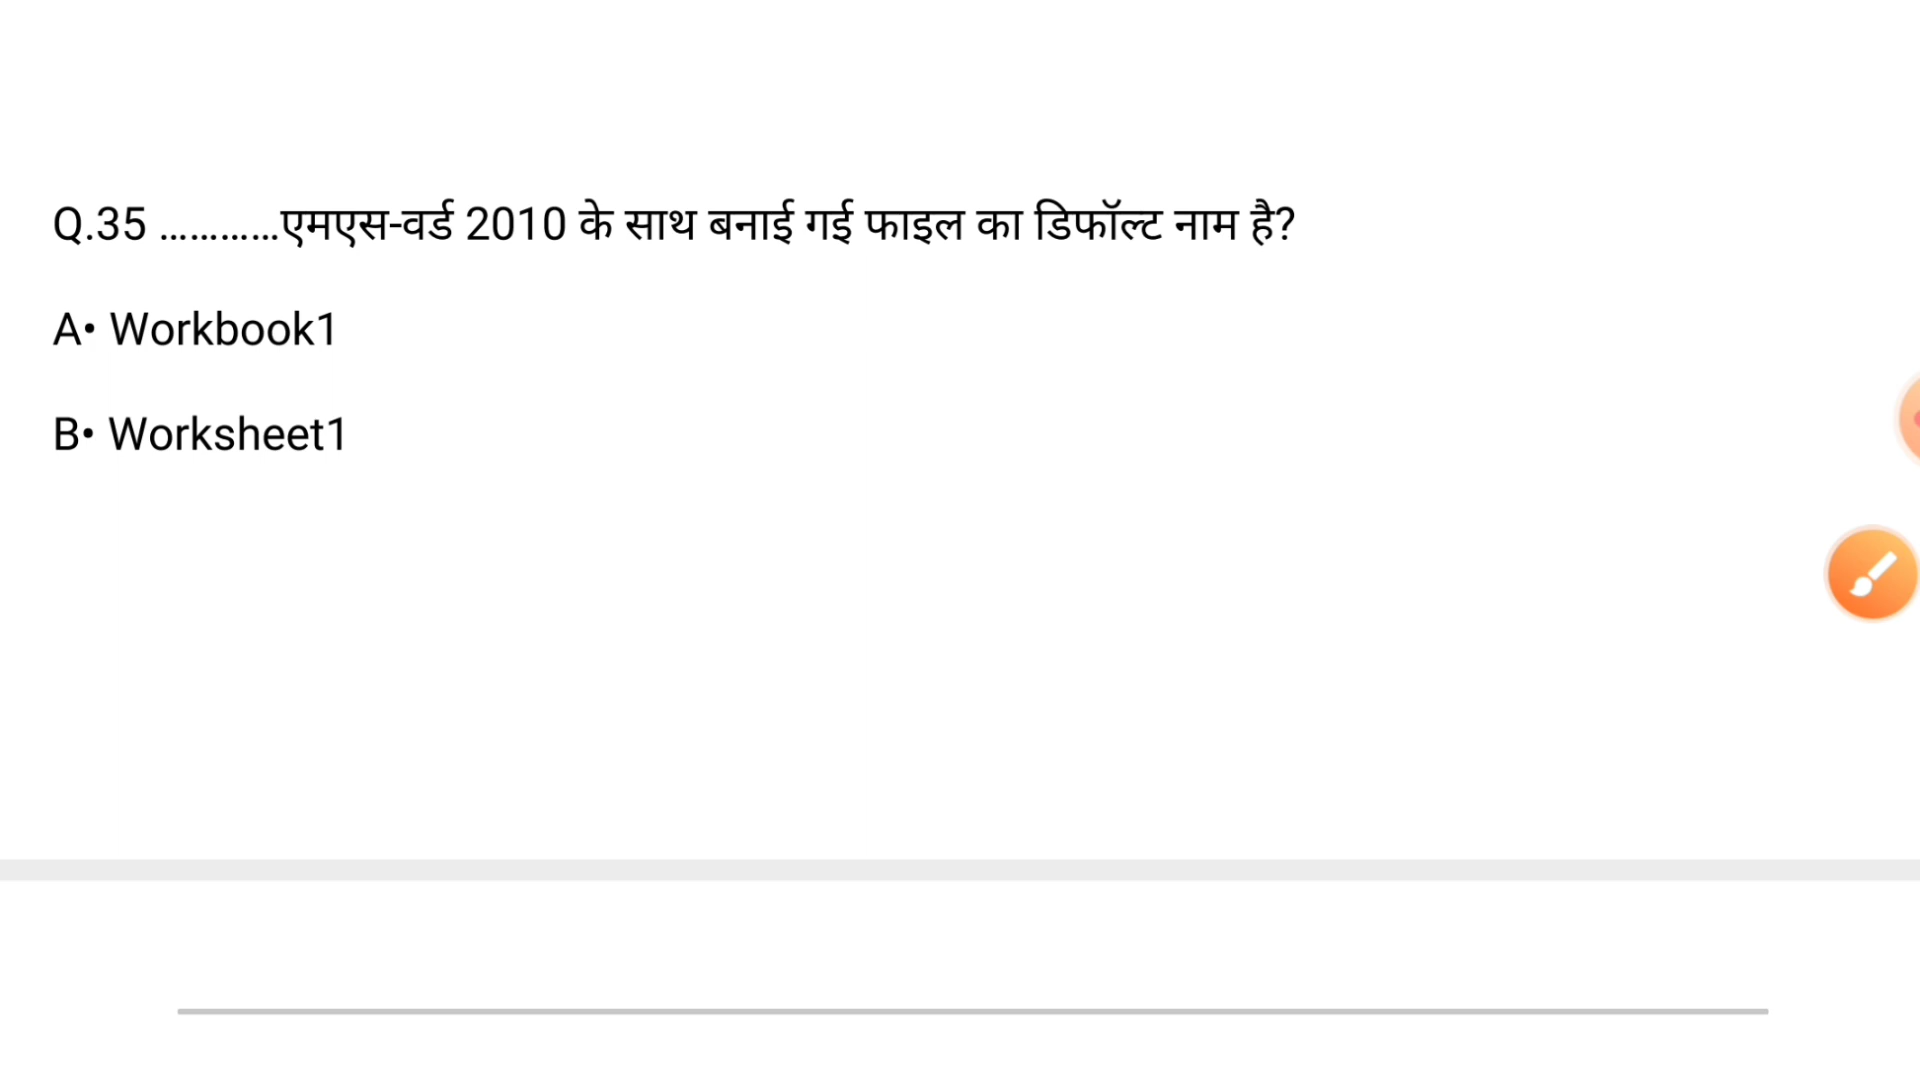 Q.35 ............एमएस-वर्ड 2010 के साथ बनाई गई फाइल का डिफॉल्ट नाम है?
A• Workbook1
B• Worksheet1